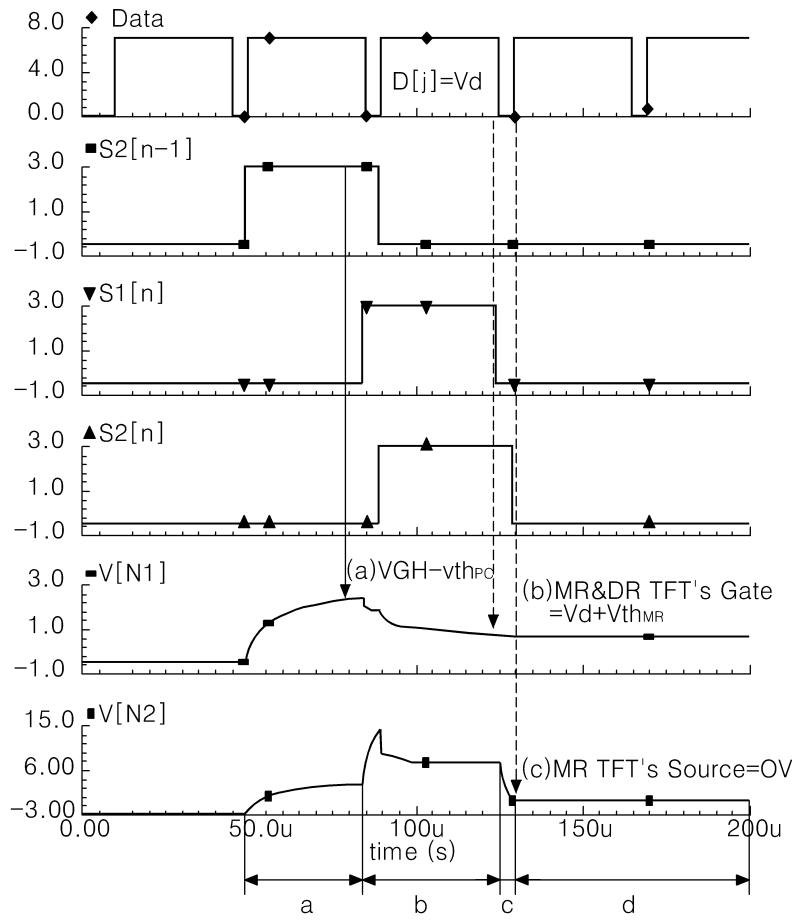 Data
8.0
4.0
0.0
D[j]=Vd
S2[n-1]
3.0
1.0
-1.0
S1[n]
3.0
1.0
-1.0
S2[n]
3.0
1.0
-1.0
V[N1]
3.0
1.0
-1.0
(a)VGH-vthPC
(b)MR&DR TFT's Gate
=Vd+VthMR
V[N2]
15.0
6.00
-3.00
(c)MR TFT's Source=0V
0.00 50.0u 100u 150u 200u
time (s)
a b c d